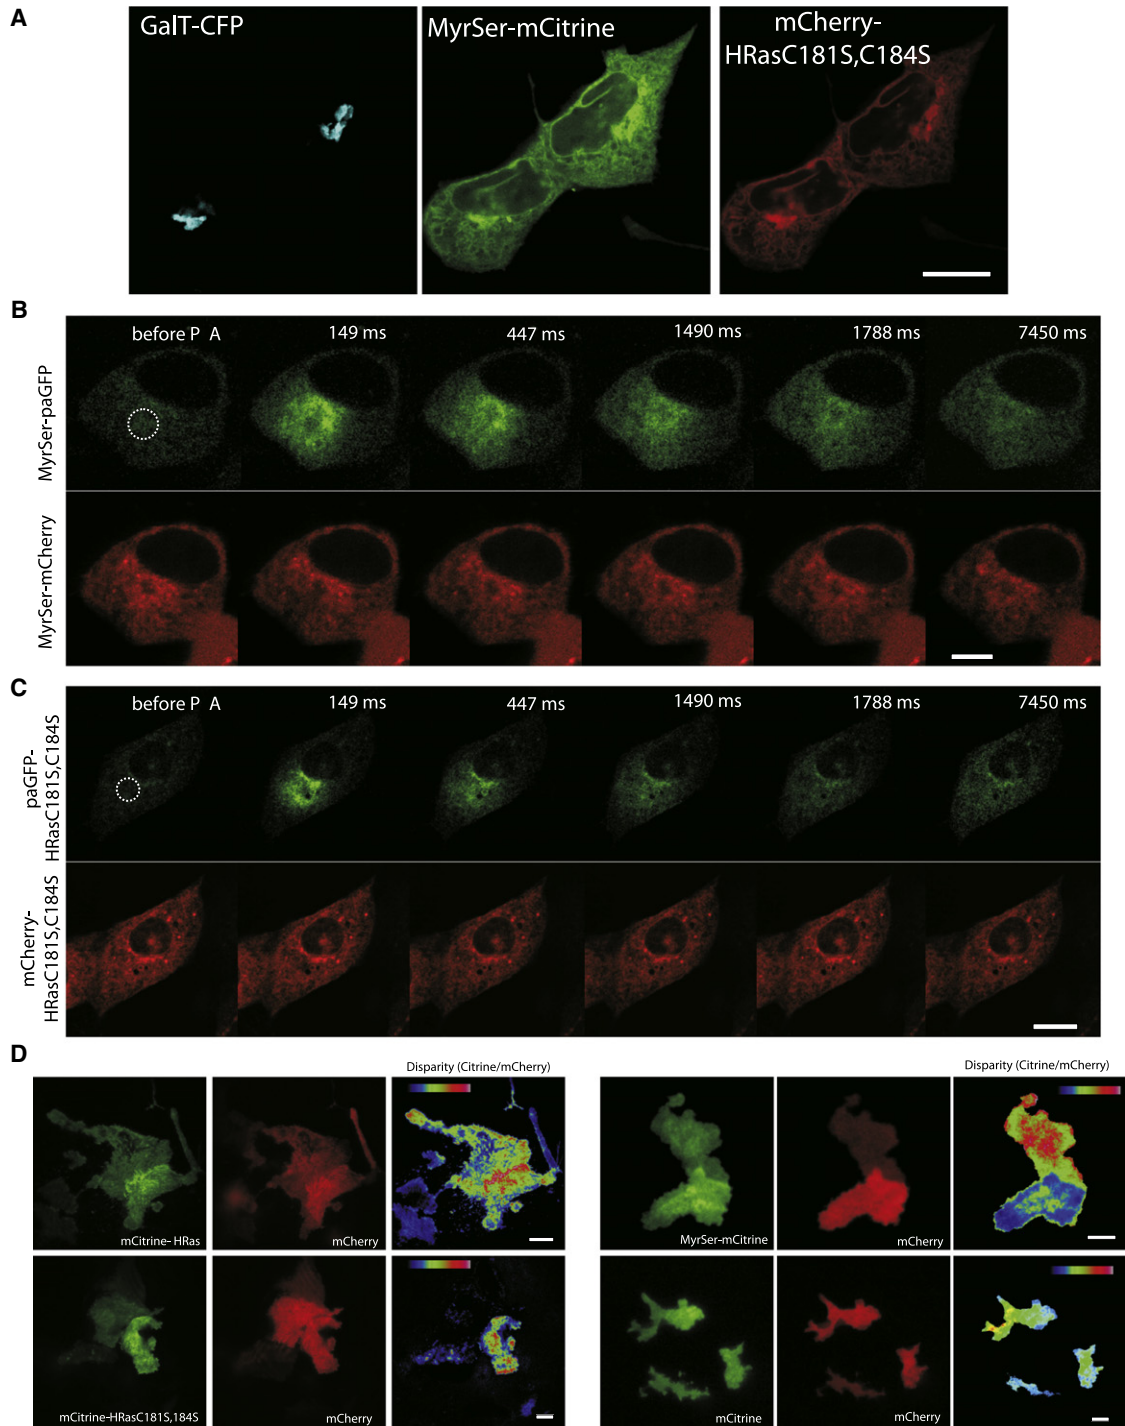 A
GalT-CFP
MyrSer-mCitrine
mCherry-
HRasC181S,C184S
B
before P A
149 ms
447 ms
1490 ms
1788 ms
7450 ms
MyrSer-paGFP
MyrSer-mCherry
C
before P A
149 ms
447 ms
1490 ms
1788 ms
7450 ms
paGFP-
HRasC181S,C184S
mCherry-
HRasC181S,C184S
D
Disparity (Citrine/mCherry)
Disparity (Citrine/mCherry)
mCitrine-HRas
mCherry
MyrSer-mCitrine
mCherry
mCitrine-HRasC181S,184S
mCherry
mCitrine
mCherry